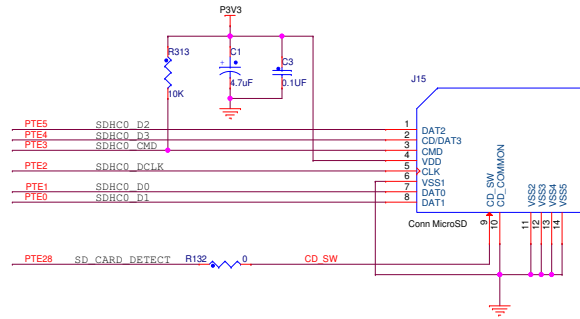 P3V3
R313
10K
C1
4.7uF
C3
0.1UF
J15
PTE5 SDHC0_D2 1 DAT2
PTE4 SDHC0_D3 2 CD/DAT3
PTE3 SDHC0_CMD 3 CMD
4 VDD
PTE2 SDHC0_DCLK 5 CLK
6 VSS1
PTE1 SDHC0_D0 7 DAT0
PTE0 SDHC0_D1 8 DAT1
CD_SW 9
CD_COMMON 10
VSS2 11
VSS3 12
VSS4 13
VSS5 14
Conn MicroSD
PTE28 SD_CARD_DETECT R132 0 CD_SW